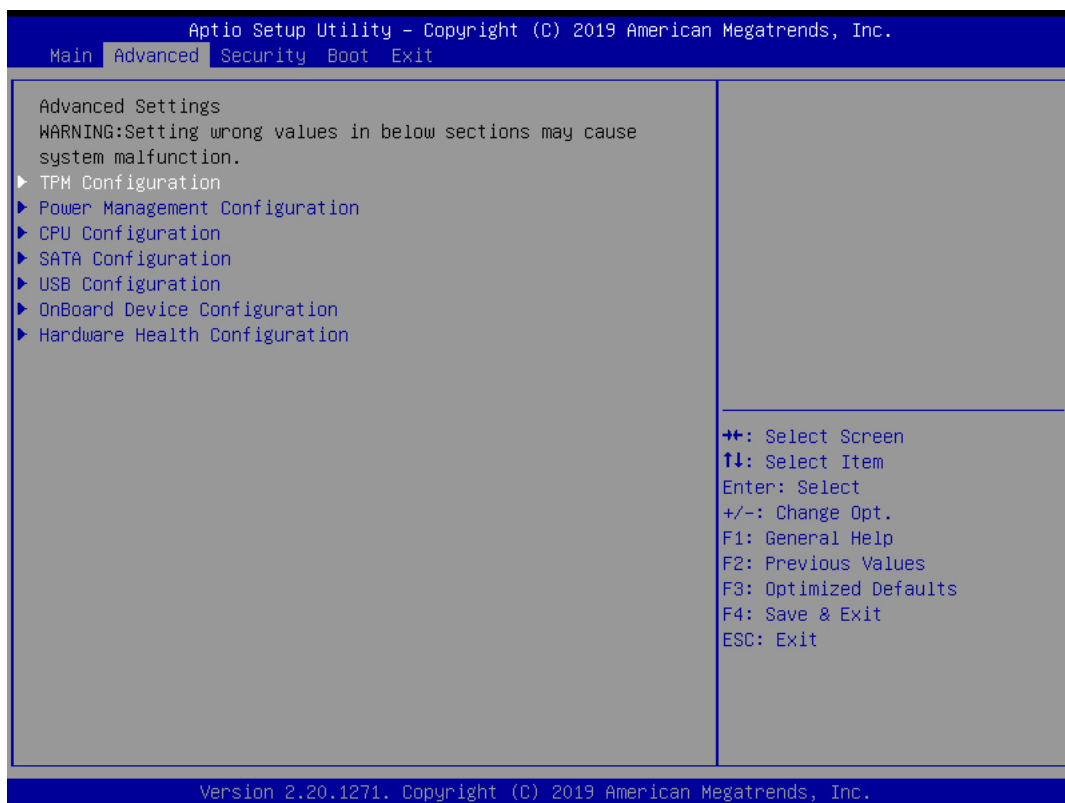 Aptio Setup Utility – Copyright (C) 2019 American Megatrends, Inc.
Main Advanced Security Boot Exit
Advanced Settings
WARNING:Setting wrong values in below sections may cause
system malfunction.
▶ TPM Configuration
▶ Power Management Configuration
▶ CPU Configuration
▶ SATA Configuration
▶ USB Configuration
▶ OnBoard Device Configuration
▶ Hardware Health Configuration
→←: Select Screen
↑↓: Select Item
Enter: Select
+/-: Change Opt.
F1: General Help
F2: Previous Values
F3: Optimized Defaults
F4: Save & Exit
ESC: Exit
Version 2.20.1271. Copyright (C) 2019 American Megatrends, Inc.